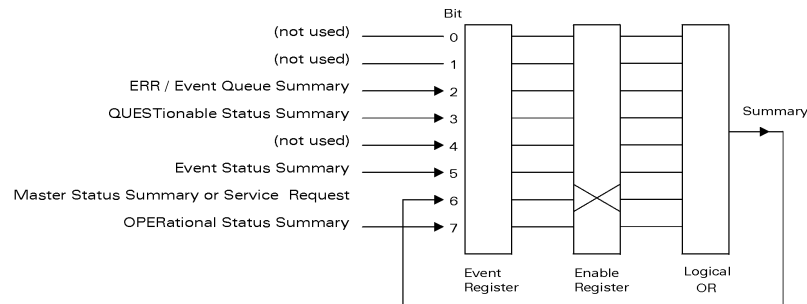 Bit
(not used) 0
(not used) 1
ERR / Event Queue Summary 2
QUEStionable Status Summary 3
(not used) 4
Event Status Summary 5
Master Status Summary or Service Request 6
OPERational Status Summary 7
Summary
Event
Register
Enable
Register
Logical
OR